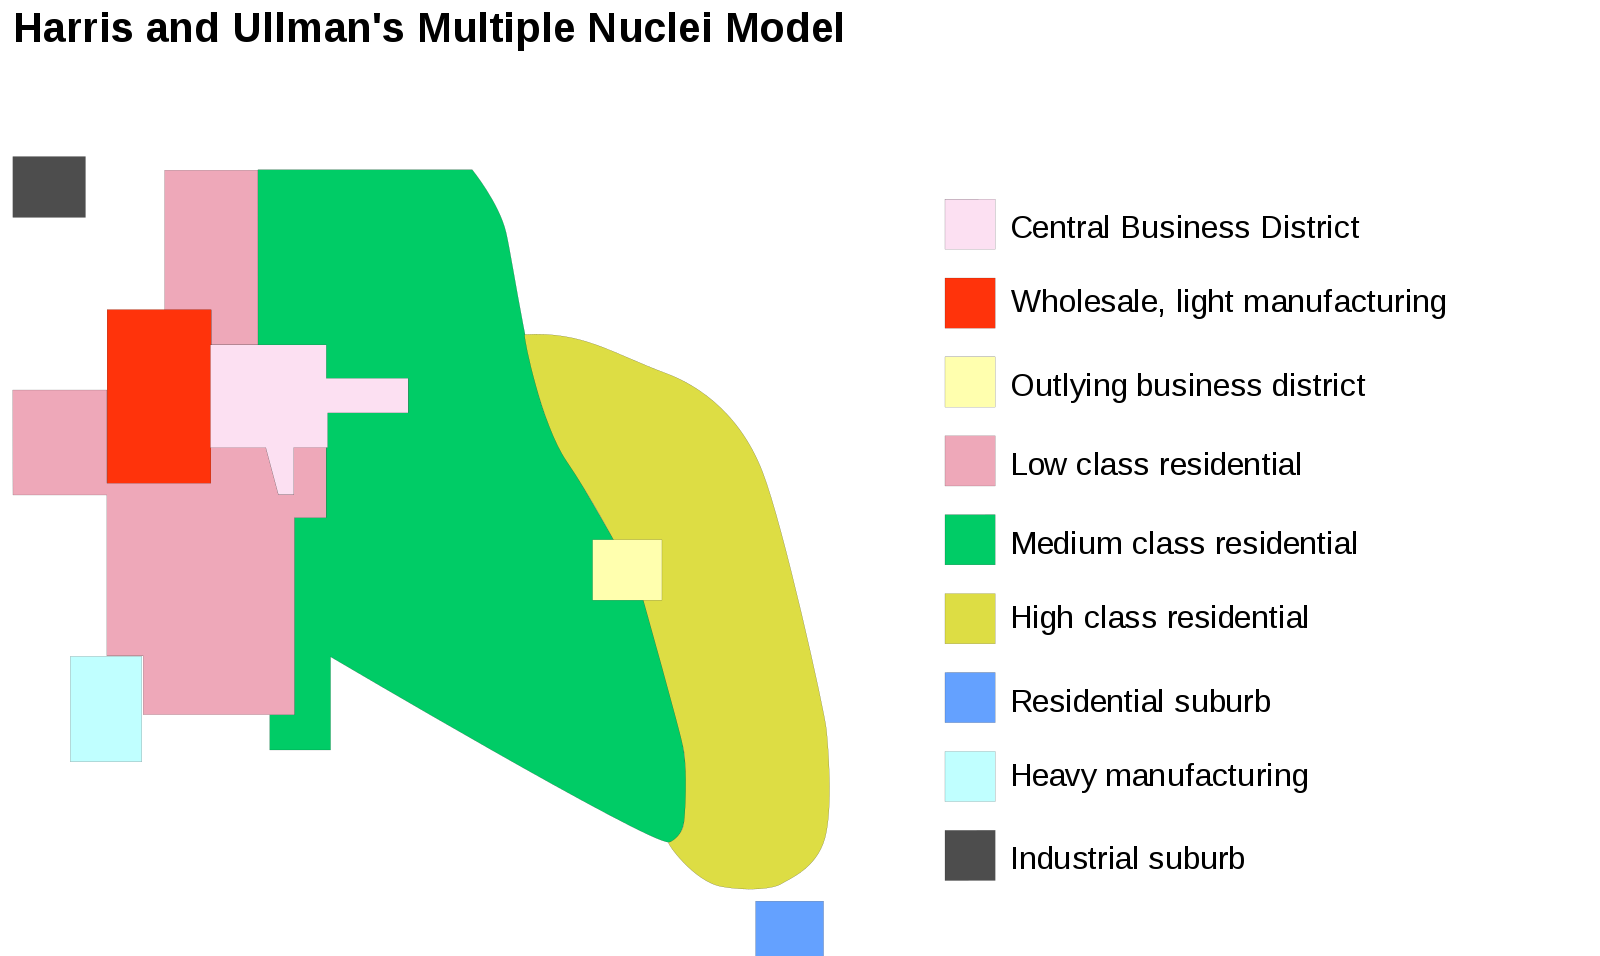 Harris and Ullman's Multiple Nuclei Model
Central Business District
Wholesale, light manufacturing
Outlying business district
Low class residential
Medium class residential
High class residential
Residential suburb
Heavy manufacturing
Industrial suburb